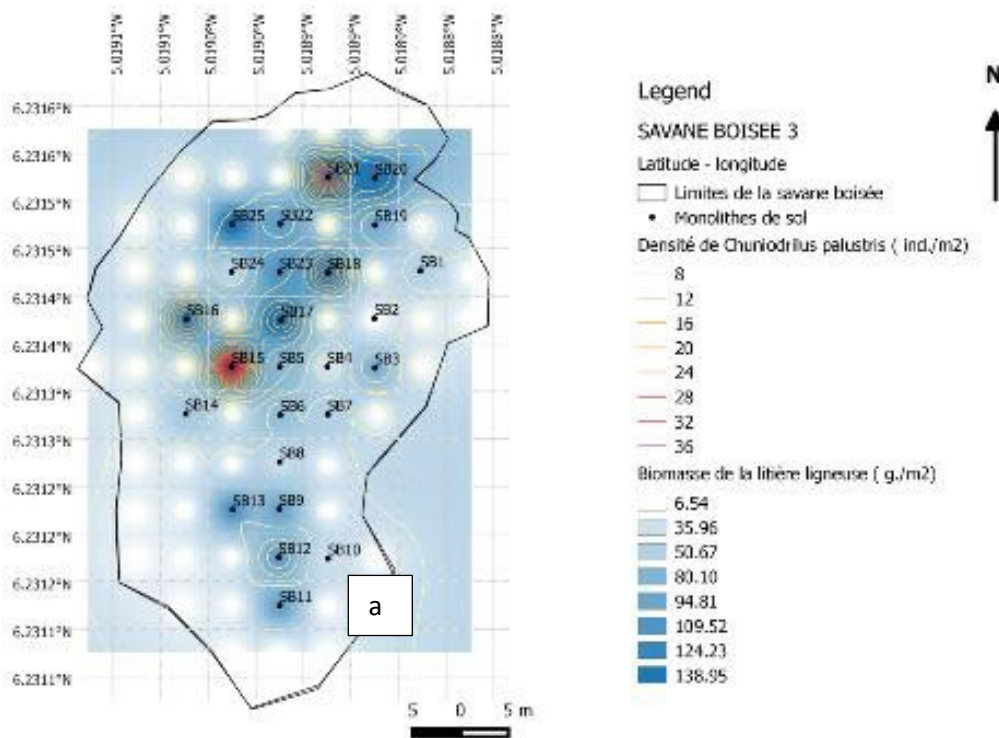 5.0191°W 5.0191°W 5.0190°W 5.0190°W 5.0189°W 5.0189°W 5.0189°W 5.0188°W 5.0188°W
6.2316°N
6.2316°N
6.2315°N
6.2315°N
6.2314°N
6.2314°N
6.2313°N
6.2313°N
6.2312°N
6.2312°N
6.2312°N
6.2311°N
6.2311°N
SB21 SB20
SB25 SB22 SB19
SB24 SB23 SB18 SB1
SB16 SB17 SB2
SB15 SB5 SB4 SB3
SB14 SB6 SB7
SB8
SB13 SB9
SB12 SB10
SB11
a
5 0 5 m
N
Legend
SAVANE BOISEE 3
Latitude - longitude
Limites de la savane boisée
Monolithes de sol
Densité de Chuniodrilus palustris ( ind./m2)
8
12
16
20
24
28
32
36
Biomasse de la litière ligneuse ( g./m2)
6.54
35.96
50.67
80.10
94.81
109.52
124.23
138.95